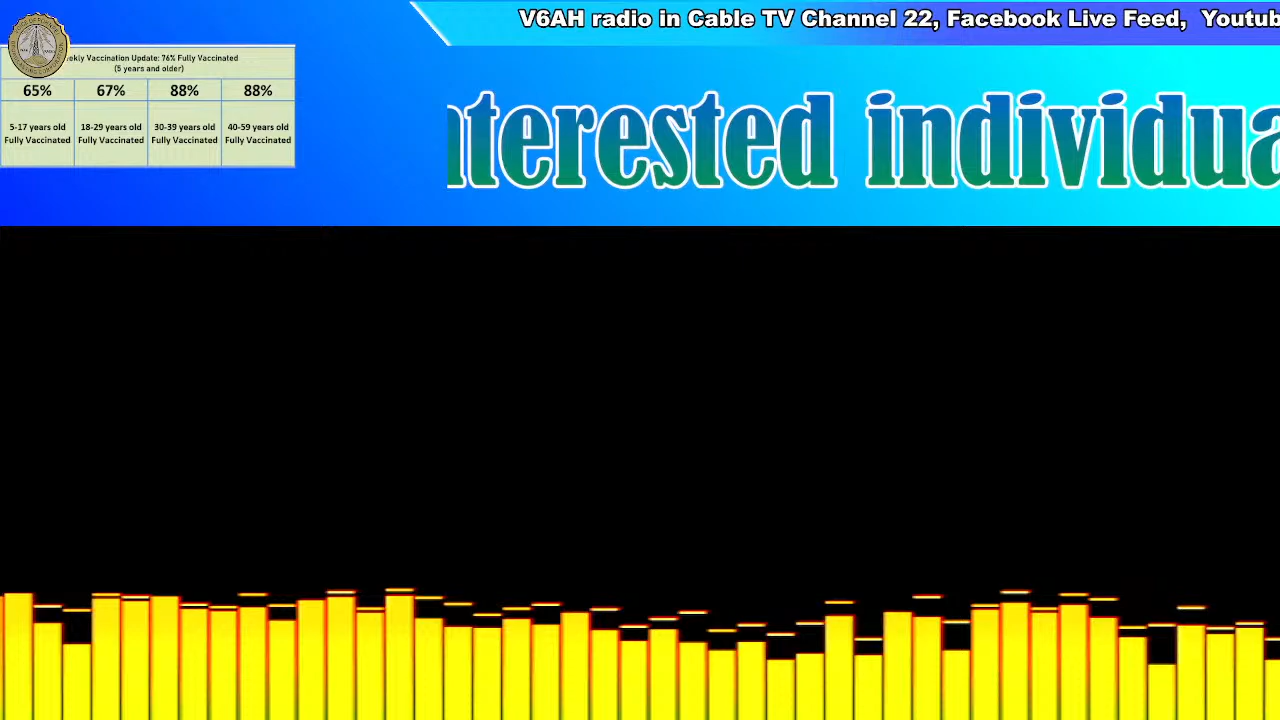 V6AH radio in Cable TV Channel 22, Facebook Live Feed, Youtub
ekly Vaccination Update: 76% Fully Vaccinated
(5 years and older)
65% 67% 88% 88%
5-17 years old 18-29 years old 30-39 years old 40-59 years old
Fully Vaccinated Fully Vaccinated Fully Vaccinated Fully Vaccinated
nterested individua